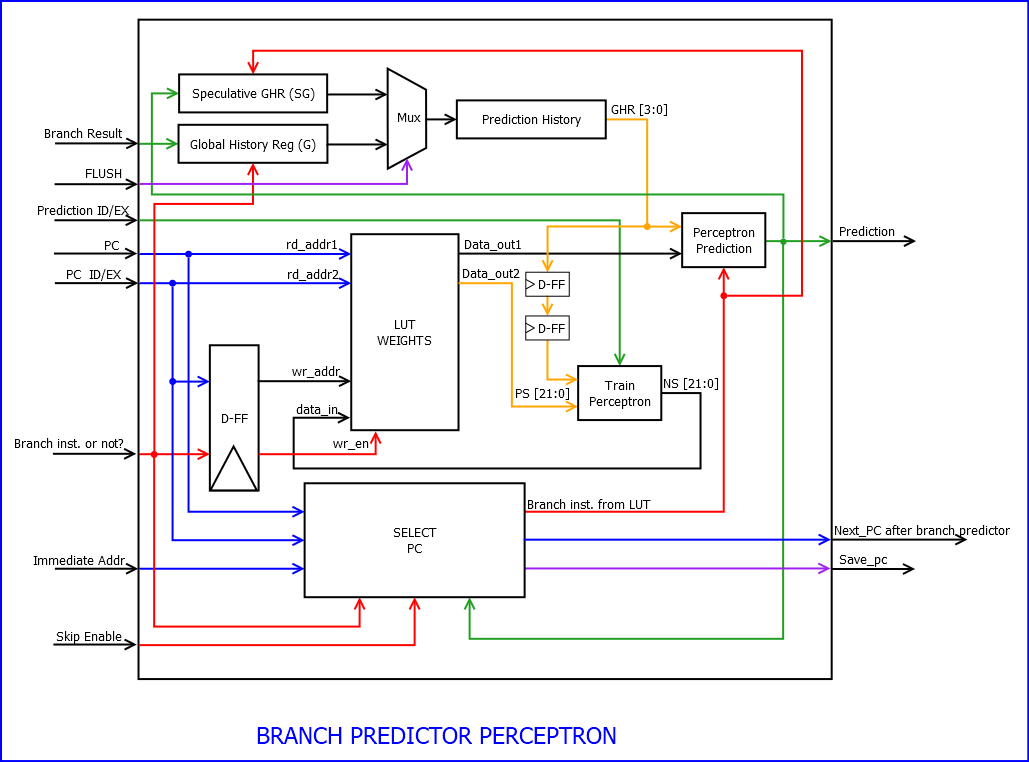 Speculative GHR (SG)
Mux
GHR [3:0]
Prediction History
Branch Result
Global History Reg (G)
FLUSH
Prediction ID/EX
Perceptron
Prediction
Prediction
PC
rd_addr1
Data_out1
PC  ID/EX
rd_addr2
Data_out2
D-FF
D-FF
LUT
WEIGHTS
wr_addr
Train
Perceptron
NS [21:0]
PS [21:0]
data_in
D-FF
Branch inst. or not?
wr_en
Branch inst. from LUT
SELECT
PC
Next_PC after branch predictor
Immediate Addr
Save_pc
Skip Enable
BRANCH PREDICTOR PERCEPTRON